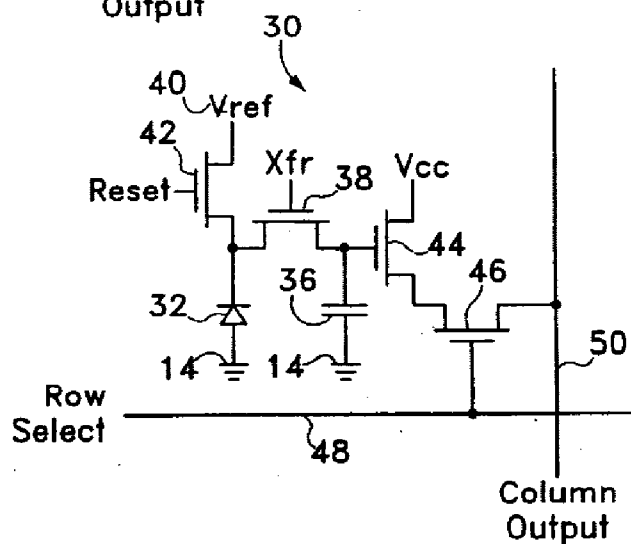 Output
30
40 Vref
42
Reset
Xfr
38
Vcc
44
46
36
32
14
14
50
Row
Select
48
Column
Output